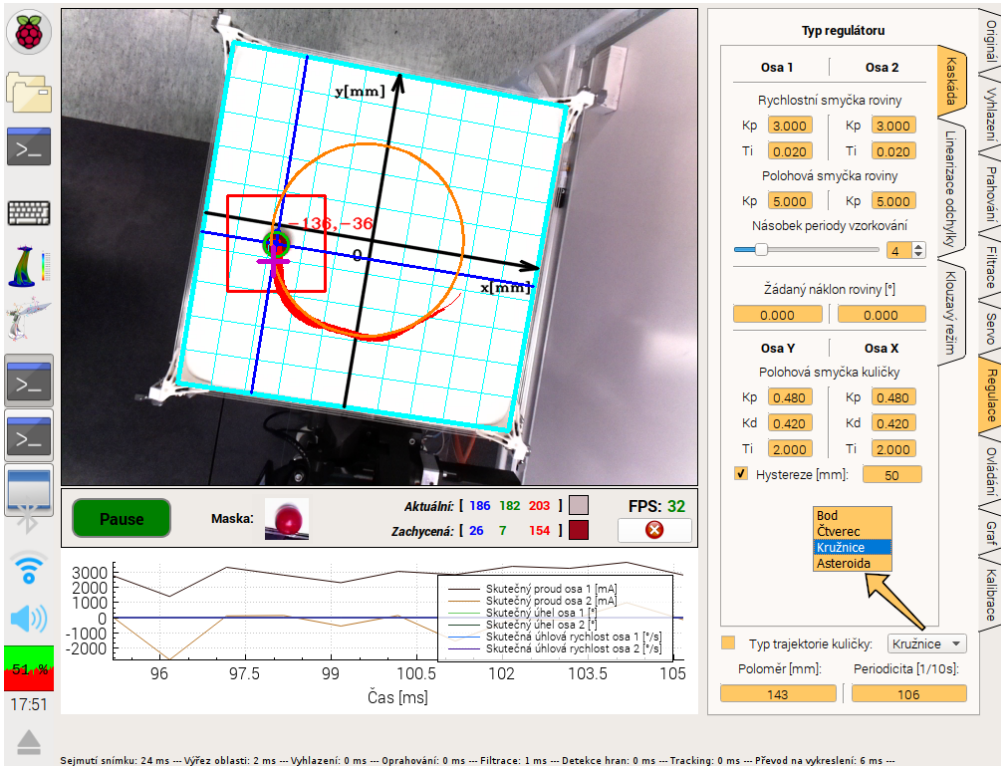 y[mm]
-136,-36
0
x[mm]
Pause
Maska:
Aktuální: [ 186 182 203 ]
Zachycená: [ 26 7 154 ]
FPS: 32
3000
2000
1000
0
-1000
-2000
Skutečný proud osa 1 [mA]
Skutečný proud osa 2 [mA]
Skutečný úhel osa 1 [°]
Skutečný úhel osa 2 [°]
Skutečná úhlová rychlost osa 1 [°/s]
Skutečná úhlová rychlost osa 2 [°/s]
96 97.5 99 100.5 102 103.5 105
Čas [ms]
>_
>_
>_
51 %
17:51
Typ regulátoru
Osa 1 Osa 2
Rychlostní smyčka roviny
Kp 3.000 Kp 3.000
Ti 0.020 Ti 0.020
Polohová smyčka roviny
Kp 5.000 Kp 5.000
Násobek periody vzorkování
4
Žádaný náklon roviny [°]
0.000 0.000
Osa Y Osa X
Polohová smyčka kuličky
Kp 0.480 Kp 0.480
Kd 0.420 Kd 0.420
Ti 2.000 Ti 2.000
Hystereze [mm]: 50
Bod
Čtverec
Kružnice
Asteroida
Typ trajektorie kuličky: Kružnice
Poloměr [mm]: Periodicita [1/10s]:
143 106
Kaskáda
Linearizace odchylky
Klouzavý režim
Originál
Vyhlazení
Prahování
Filtrace
Servo
Regulace
Ovládání
Graf
Kalibrace
Sejmutí snímku: 24 ms --- Výřez oblasti: 2 ms --- Vyhlazení: 0 ms --- Oprahování: 0 ms --- Filtrace: 1 ms --- Detekce hran: 0 ms --- Tracking: 0 ms --- Převod na vykreslení: 6 ms ---